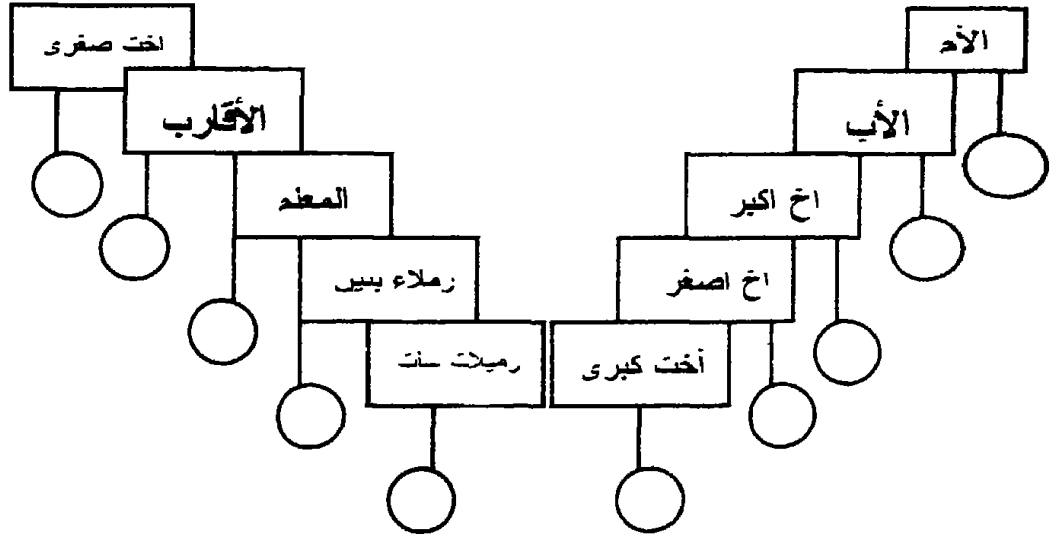 الأم
الأب
اخ اكبر
اخ اصغر
أخت كبرى
زميلات بنات
زملاء بنين
المعلم
الأقارب
اخت صغرى